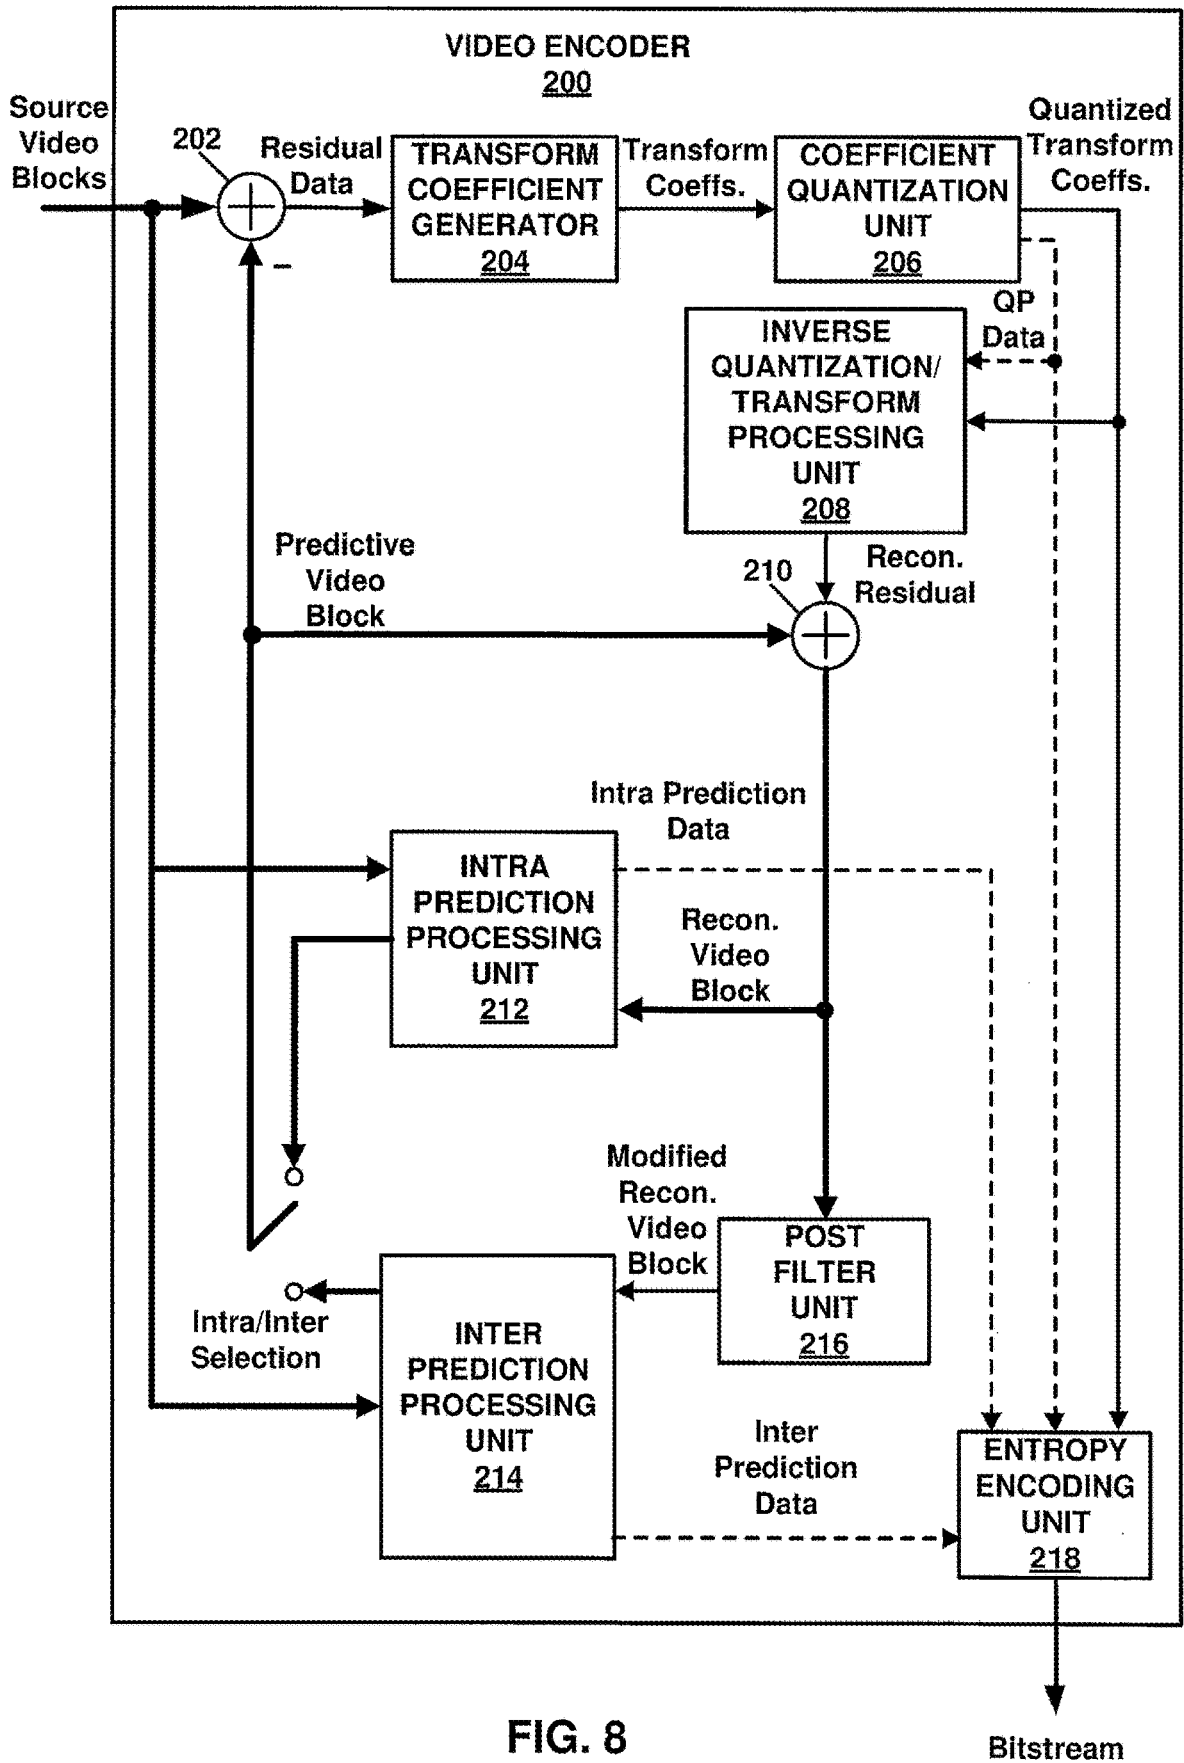 VIDEO ENCODER
200
Source
Video
Blocks
202
Residual
Data
TRANSFORM
COEFFICIENT
GENERATOR
204
Transform
Coeffs.
COEFFICIENT
QUANTIZATION
UNIT
206
Quantized
Transform
Coeffs.
–
QP
Data
INVERSE
QUANTIZATION/
TRANSFORM
PROCESSING
UNIT
208
Predictive
Video
Block
210
Recon.
Residual
Intra Prediction
Data
INTRA
PREDICTION
PROCESSING
UNIT
212
Recon.
Video
Block
Modified
Recon.
Video
Block
POST
FILTER
UNIT
216
Intra/Inter
Selection
INTER
PREDICTION
PROCESSING
UNIT
214
Inter
Prediction
Data
ENTROPY
ENCODING
UNIT
218
FIG. 8
Bitstream